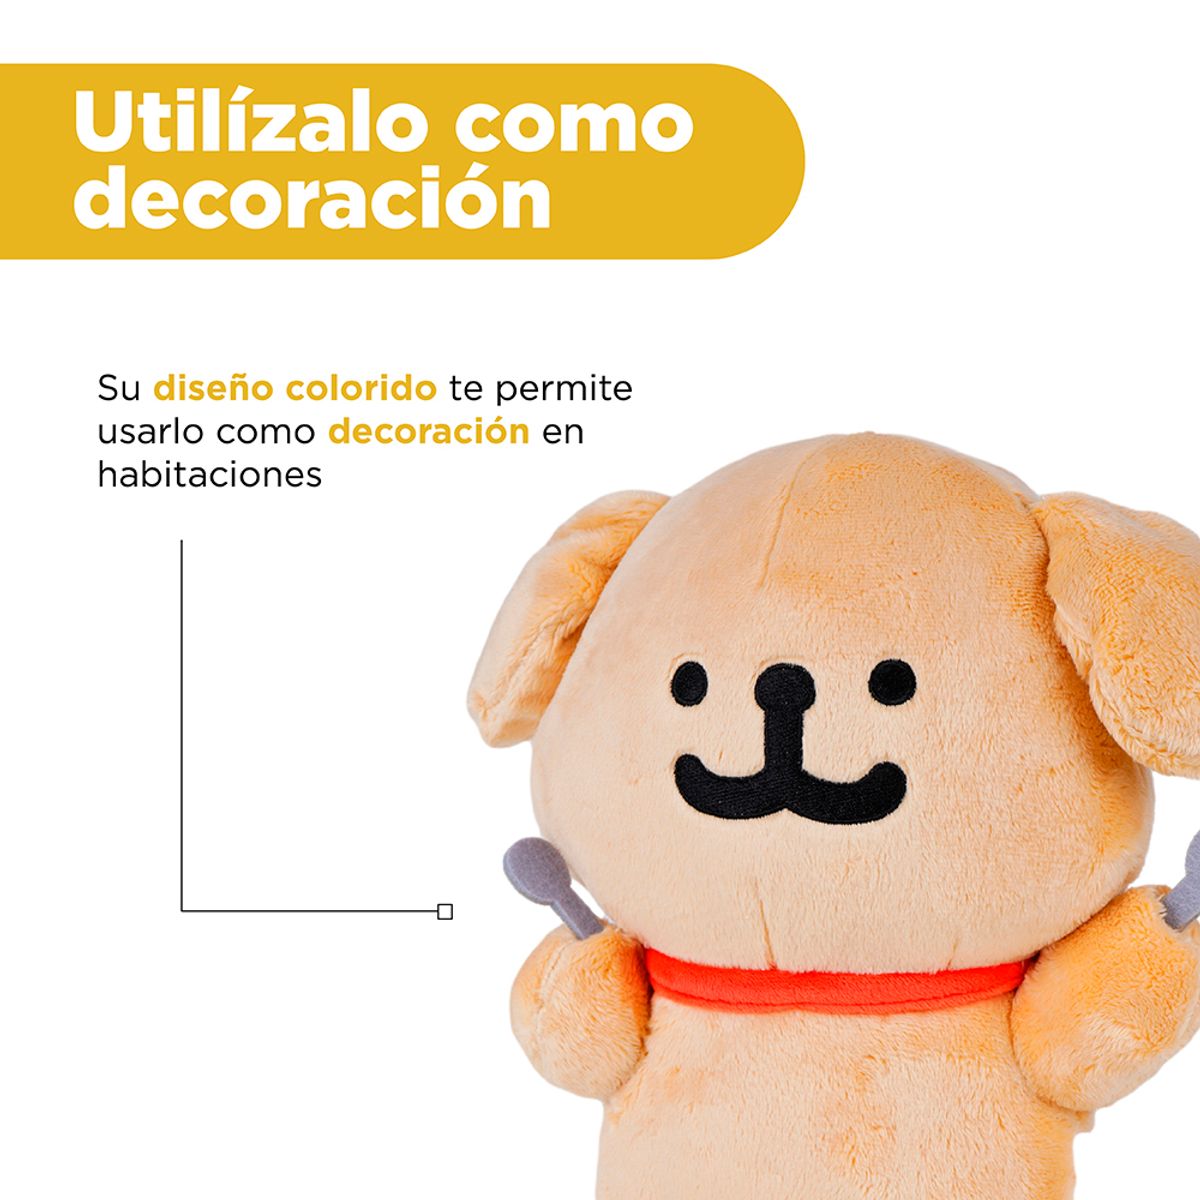 Utilízalo como
decoración
Su diseño colorido te permite
usarlo como decoración en
habitaciones